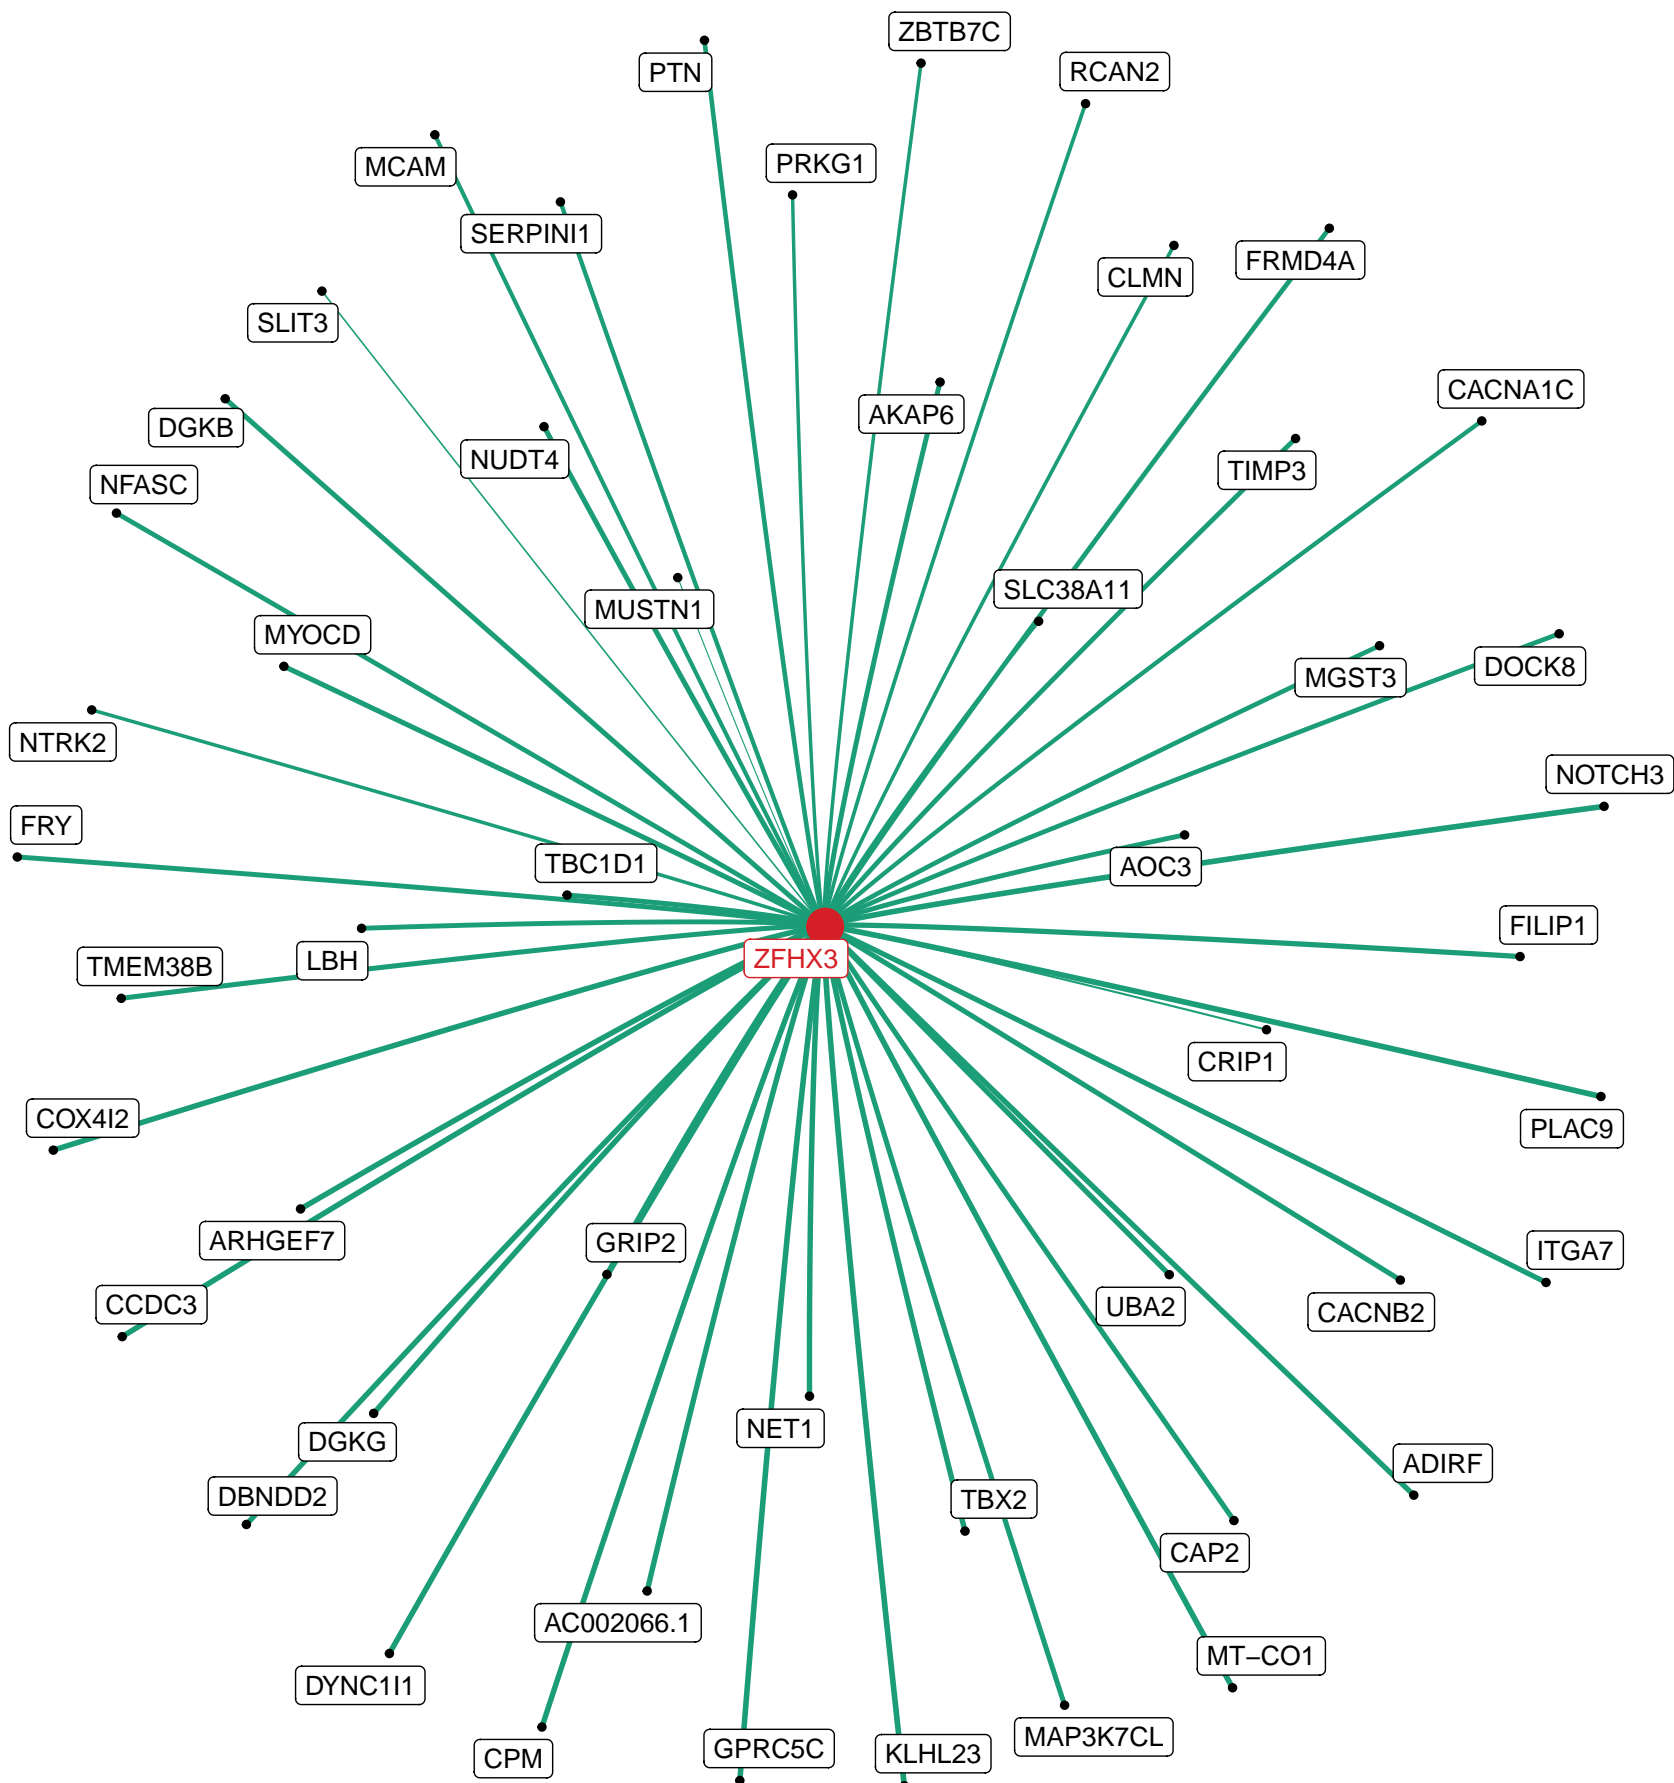 ZBTB7C
PTN
RCAN2
MCAM
PRKG1
SERPINI1
FRMD4A
CLMN
SLIT3
CACNA1C
AKAP6
DGKB
NUDT4
TIMP3
NFASC
SLC38A11
MUSTN1
MYOCD
DOCK8
MGST3
NTRK2
NOTCH3
FRY
TBC1D1
AOC3
FILIP1
ZFHX3
LBH
TMEM38B
CRIP1
COX4I2
PLAC9
ARHGEF7
GRIP2
ITGA7
CCDC3
UBA2
CACNB2
NET1
DGKG
ADIRF
DBNDD2
TBX2
CAP2
AC002066.1
MT−CO1
DYNC1I1
MAP3K7CL
GPRC5C
KLHL23
CPM